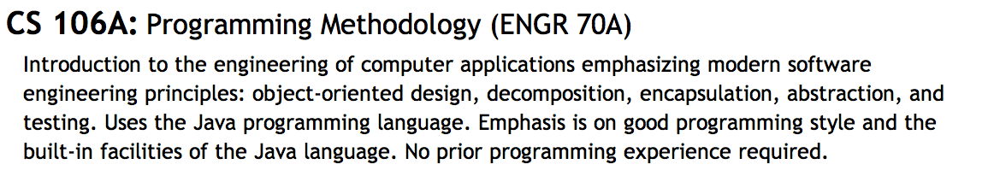 CS 106A: Programming Methodology (ENGR 70A)
Introduction to the engineering of computer applications emphasizing modern software
engineering principles: object-oriented design, decomposition, encapsulation, abstraction, and
testing. Uses the Java programming language. Emphasis is on good programming style and the
built-in facilities of the Java language. No prior programming experience required.